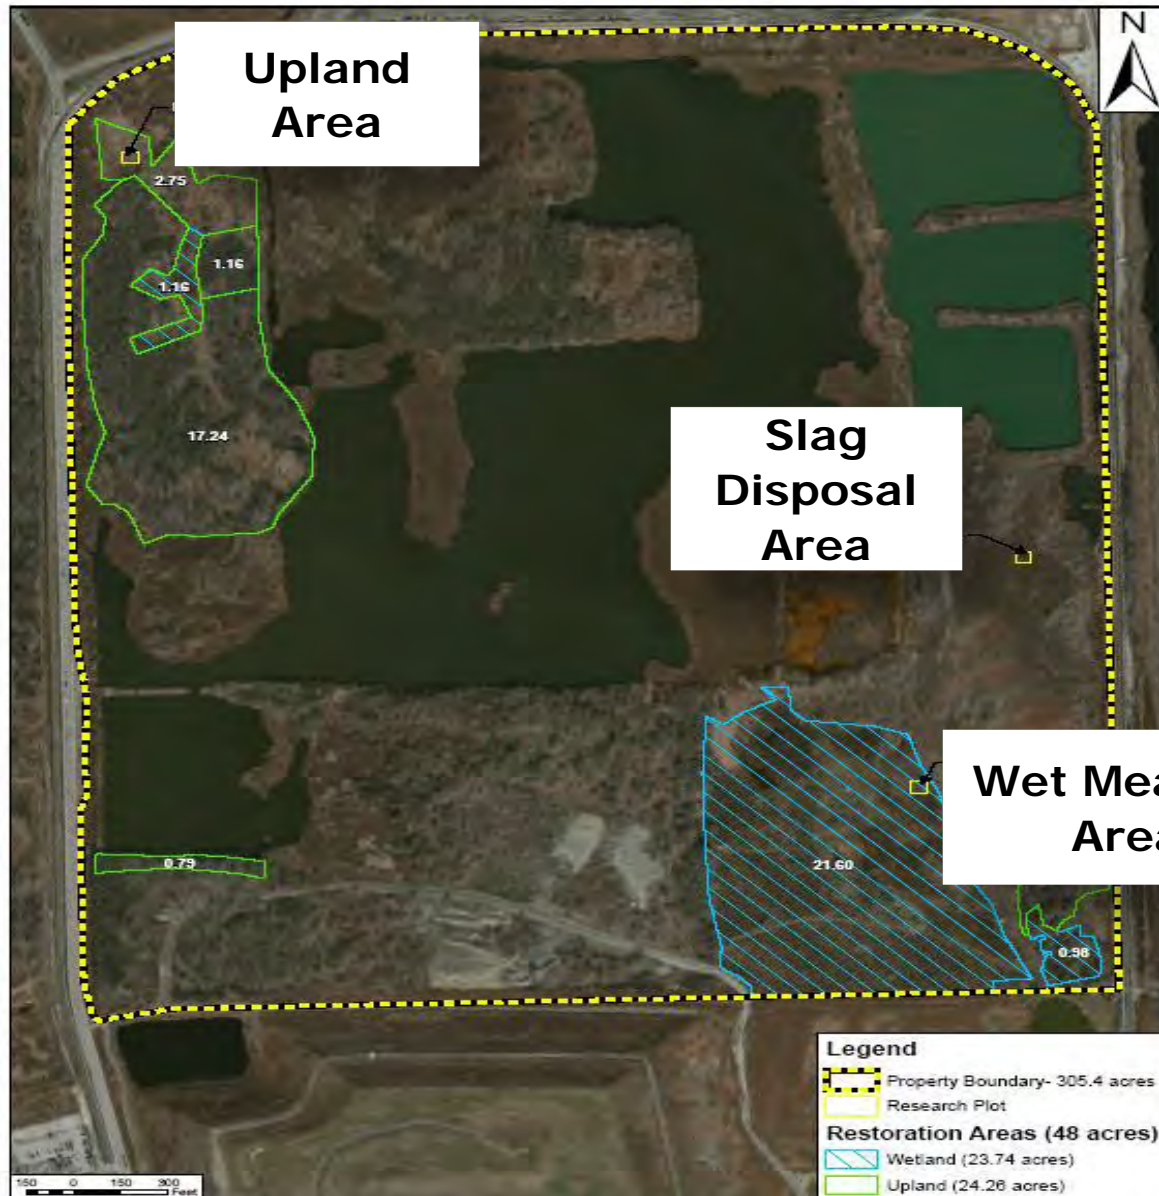 N
Upland
Area
2.75
1.16
1.16
17.24
Slag
Disposal
Area
Wet Mea
Area
0.79
21.60
0.98
Legend
Property Boundary- 305.4 acres
Research Plot
Restoration Areas (48 acres)
Wetland (23.74 acres)
Upland (24.26 acres)
150 0 150 300
Feet